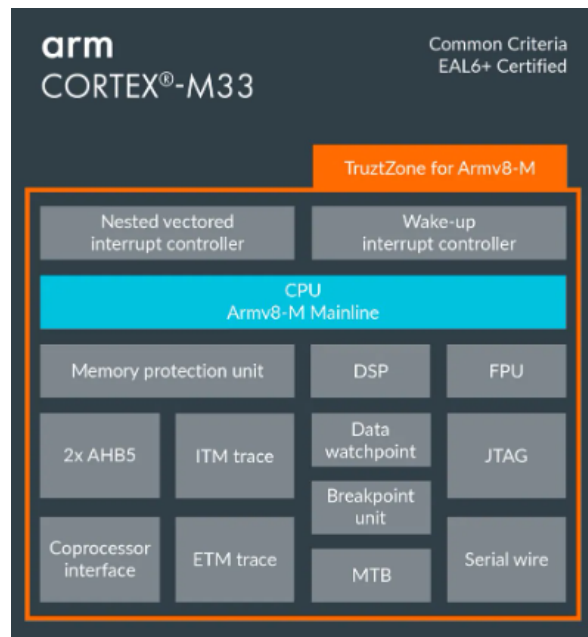 arm
CORTEX®-M33
Common Criteria
EAL6+ Certified
TruztZone for Armv8-M
Nested vectored
interrupt controller
Wake-up
interrupt controller
CPU
Armv8-M Mainline
Memory protection unit
DSP
FPU
2x AHB5
ITM trace
Data
watchpoint
JTAG
Breakpoint
unit
Coprocessor
interface
ETM trace
MTB
Serial wire